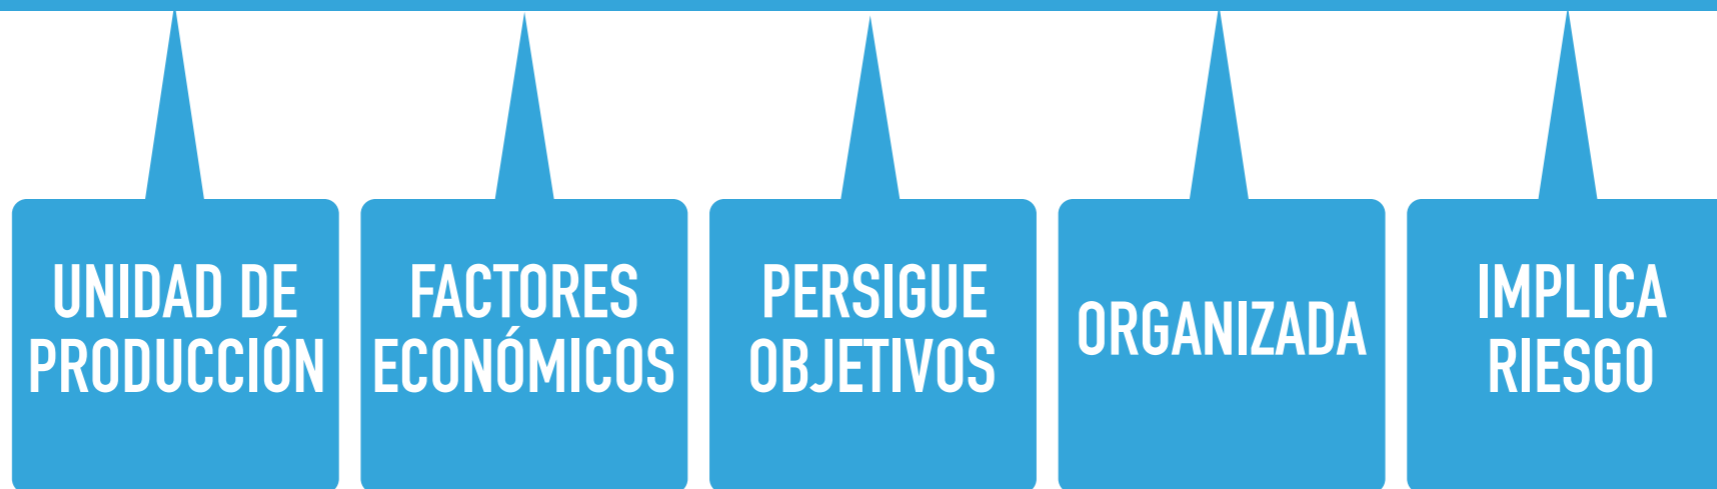 UNIDAD DE
PRODUCCIÓN
FACTORES
ECONÓMICOS
PERSIGUE
OBJETIVOS
ORGANIZADA
IMPLICA
RIESGO